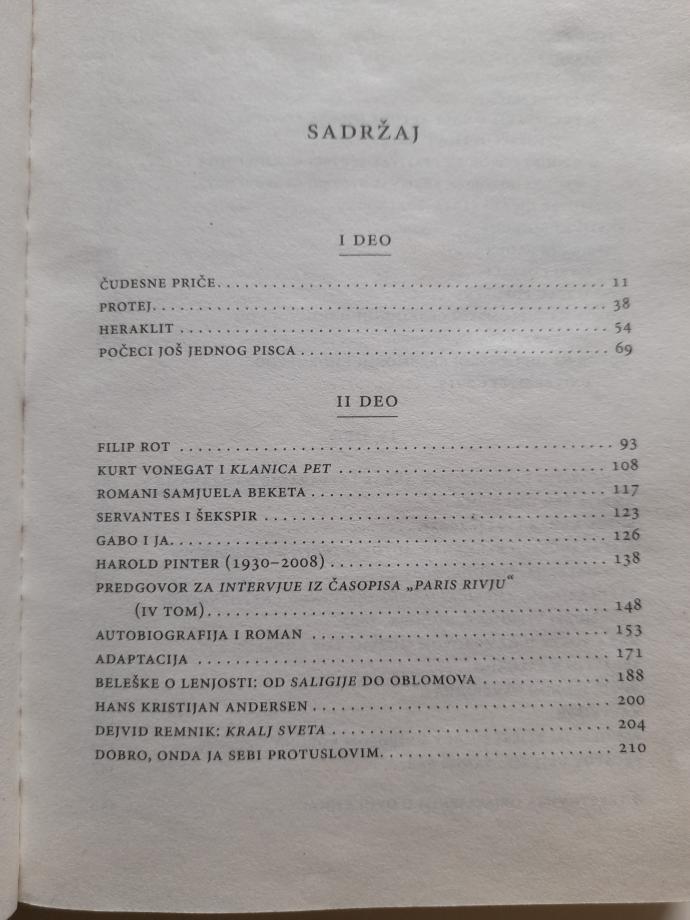 SADRŽAJ
I DEO
ČUDESNE PRIČE. . . . . . . . . . . . . . . . . . . . . . . . . . . . . . . . . . . . . . . . . 11
PROTEJ. . . . . . . . . . . . . . . . . . . . . . . . . . . . . . . . . . . . . . . . . . . . . . . . 38
HERAKLIT . . . . . . . . . . . . . . . . . . . . . . . . . . . . . . . . . . . . . . . . . . . . . 54
POČECI JOŠ JEDNOG PISCA . . . . . . . . . . . . . . . . . . . . . . . . . . . . . . . . 69
II DEO
FILIP ROT . . . . . . . . . . . . . . . . . . . . . . . . . . . . . . . . . . . . . . . . . . . . . 93
KURT VONEGAT I KLANICA PET . . . . . . . . . . . . . . . . . . . . . . . . . . . . 108
ROMANI SAMJUELA BEKETA . . . . . . . . . . . . . . . . . . . . . . . . . . . . . . . 117
SERVANTES I ŠEKSPIR . . . . . . . . . . . . . . . . . . . . . . . . . . . . . . . . . . . . 123
GABO I JA. . . . . . . . . . . . . . . . . . . . . . . . . . . . . . . . . . . . . . . . . . . . . 126
HAROLD PINTER (1930–2008) . . . . . . . . . . . . . . . . . . . . . . . . . . . . . 138
PREDGOVOR ZA INTERVJUE IZ ČASOPISA „PARIS RIVJU“
(IV TOM) . . . . . . . . . . . . . . . . . . . . . . . . . . . . . . . . . . . . . . . . . . 148
AUTOBIOGRAFIJA I ROMAN . . . . . . . . . . . . . . . . . . . . . . . . . . . . . . . 153
ADAPTACIJA . . . . . . . . . . . . . . . . . . . . . . . . . . . . . . . . . . . . . . . . . . . 171
BELEŠKE O LENJOSTI: OD SALIGIJE DO OBLOMOVA . . . . . . . . . . . . . 188
HANS KRISTIJAN ANDERSEN . . . . . . . . . . . . . . . . . . . . . . . . . . . . . . . 200
DEJVID REMNIK: KRALJ SVETA . . . . . . . . . . . . . . . . . . . . . . . . . . . . . 204
DOBRO, ONDA JA SEBI PROTUSLOVIM. . . . . . . . . . . . . . . . . . . . . . . . 210